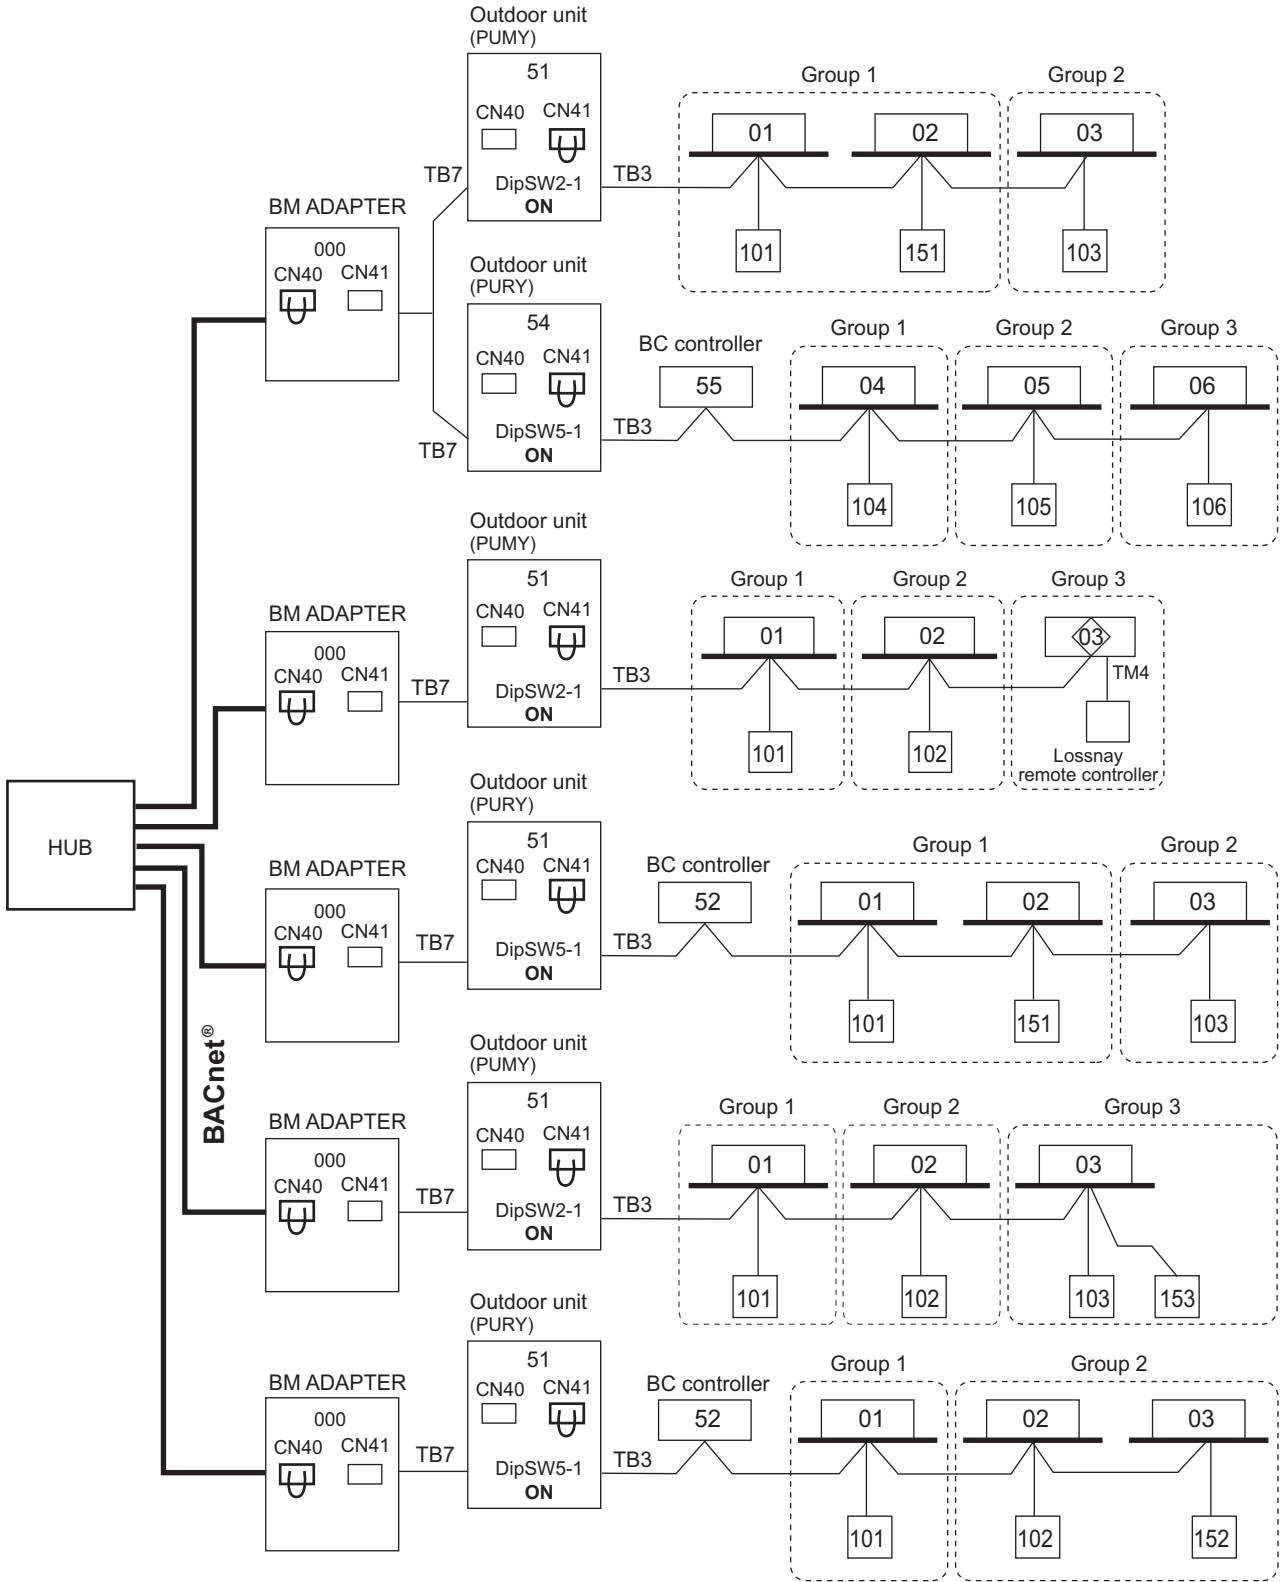 Outdoor unit
(PUMY)
51
CN40 CN41
DipSW2-1
ON
TB7
TB3
Group 1
Group 2
01
02
03
101
151
103
BM ADAPTER
000
CN40 CN41
Outdoor unit
(PURY)
54
CN40 CN41
DipSW5-1
ON
TB7
TB3
BC controller
55
Group 1
Group 2
Group 3
04
05
06
104
105
106
Outdoor unit
(PUMY)
51
CN40 CN41
DipSW2-1
ON
BM ADAPTER
000
CN40 CN41
TB7
TB3
Group 1
Group 2
Group 3
01
02
03
TM4
101
102
Lossnay
remote controller
HUB
BACnet®
Outdoor unit
(PURY)
51
CN40 CN41
DipSW5-1
ON
BM ADAPTER
000
CN40 CN41
TB7
TB3
BC controller
52
Group 1
Group 2
01
02
03
101
151
103
Outdoor unit
(PUMY)
51
CN40 CN41
DipSW2-1
ON
BM ADAPTER
000
CN40 CN41
TB7
TB3
Group 1
Group 2
Group 3
01
02
03
101
102
103
153
Outdoor unit
(PURY)
51
CN40 CN41
DipSW5-1
ON
BM ADAPTER
000
CN40 CN41
TB7
TB3
BC controller
52
Group 1
Group 2
01
02
03
101
102
152